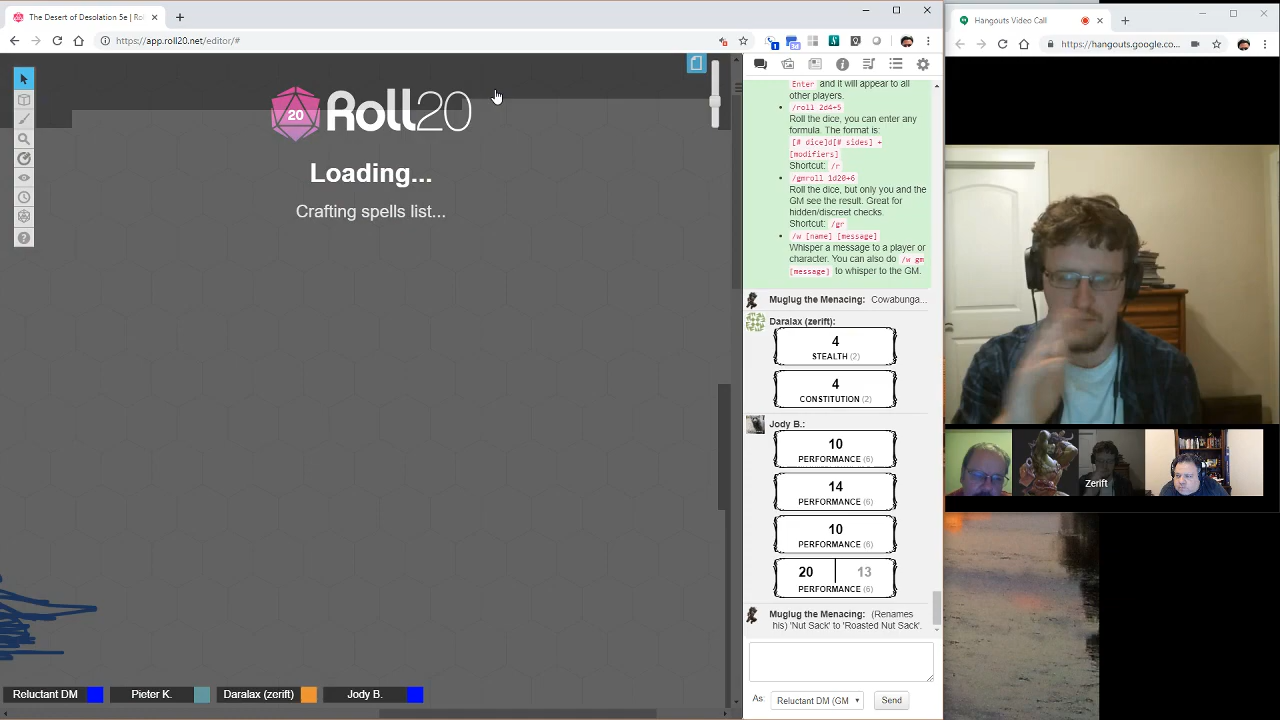 The Desert of Desolation 5e | Rol
https://app.roll20.net/editor/#
20
Roll20
Loading...
Crafting spells list...
Enter and it will appear to all
other players.
/roll 2d4+5
Roll the dice, you can enter any
formula. The format is:
[# dice]d[# sides] +
[modifiers]
Shortcut: /r
/gmroll 1d20+6
Roll the dice, but only you and the
GM see the result. Great for
hidden/discreet checks.
Shortcut: /gr
/w [name] [message]
Whisper a message to a player or
character. You can also do /w gm
[message] to whisper to the GM.
Muglug the Menacing: Cowabunga...
Daralax (zerift):
4
STEALTH (2)
4
CONSTITUTION (2)
Jody B.:
10
PERFORMANCE (6)
14
PERFORMANCE (6)
10
PERFORMANCE (6)
20 13
PERFORMANCE (6)
Muglug the Menacing: (Renames
his) 'Nut Sack' to 'Roasted Nut Sack'.
As: Reluctant DM (GM
Send
Reluctant DM
Pieter K.
Daralax (zerift)
Jody B.
Hangouts Video Call
https://hangouts.google.co...
Zerift